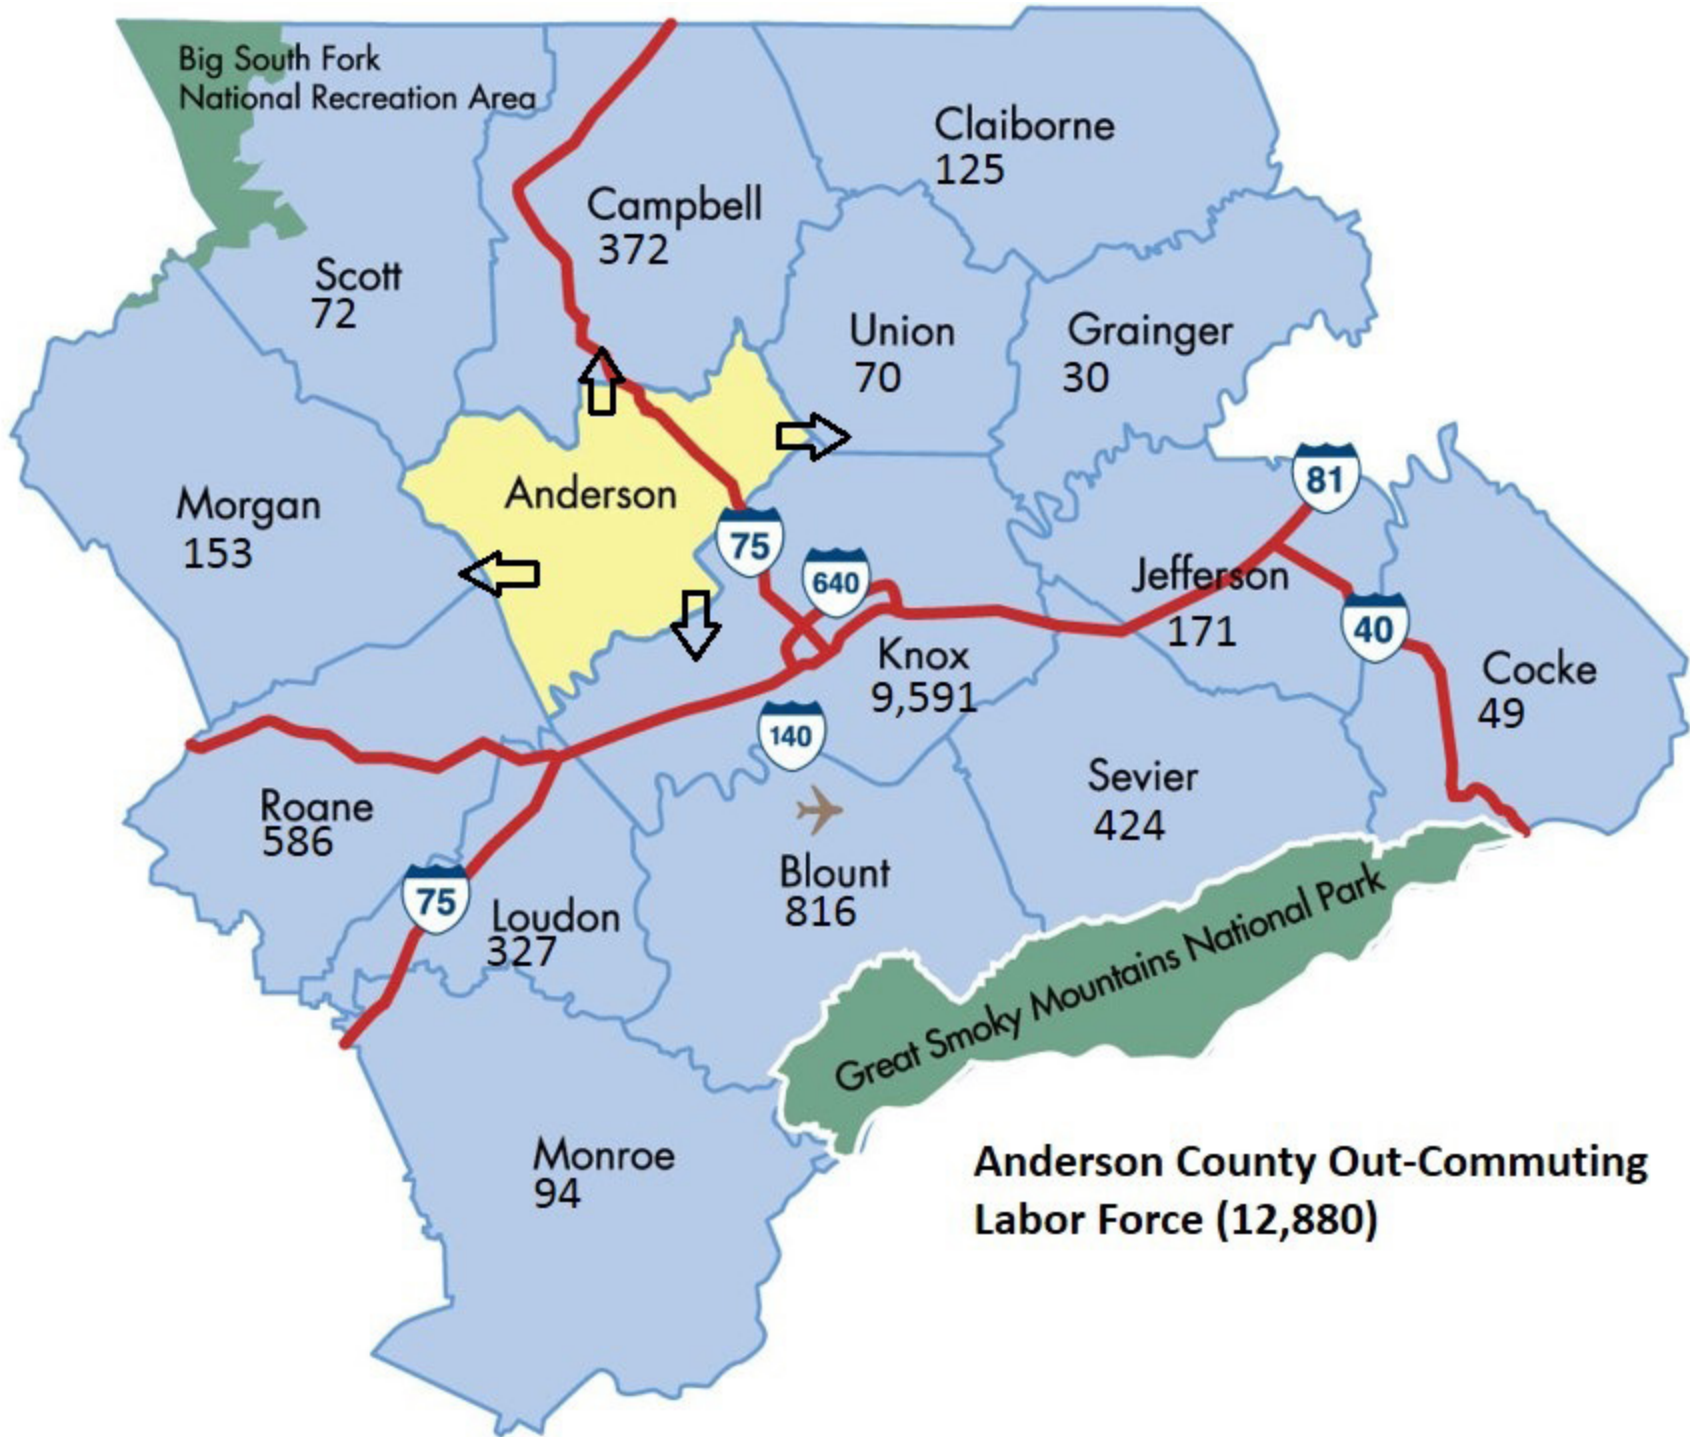 Big South Fork
National Recreation Area
Claiborne
125
Campbell
372
Scott
72
Union
70
Grainger
30
81
Anderson
Morgan
153
75
640
Jefferson
171
40
Knox
9,591
Cocke
49
140
Sevier
424
Roane
586
Blount
816
75
Loudon
327
Great Smoky Mountains National Park
Monroe
94
Anderson County Out-Commuting
Labor Force (12,880)